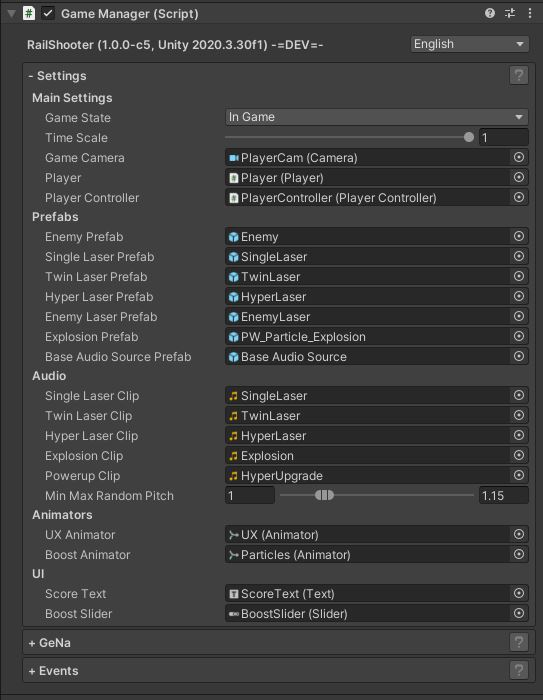 Game Manager (Script)
RailShooter (1.0.0-c5, Unity 2020.3.30f1) -=DEV=- English
- Settings ?
Main Settings
Game State In Game
Time Scale 1
Game Camera PlayerCam (Camera)
Player Player (Player)
Player Controller PlayerController (Player Controller)
Prefabs
Enemy Prefab Enemy
Single Laser Prefab SingleLaser
Twin Laser Prefab TwinLaser
Hyper Laser Prefab HyperLaser
Enemy Laser Prefab EnemyLaser
Explosion Prefab PW_Particle_Explosion
Base Audio Source Prefab Base Audio Source
Audio
Single Laser Clip SingleLaser
Twin Laser Clip TwinLaser
Hyper Laser Clip HyperLaser
Explosion Clip Explosion
Powerup Clip HyperUpgrade
Min Max Random Pitch 1 1.15
Animators
UX Animator UX (Animator)
Boost Animator Particles (Animator)
UI
Score Text ScoreText (Text)
Boost Slider BoostSlider (Slider)
+ GeNa ?
+ Events ?